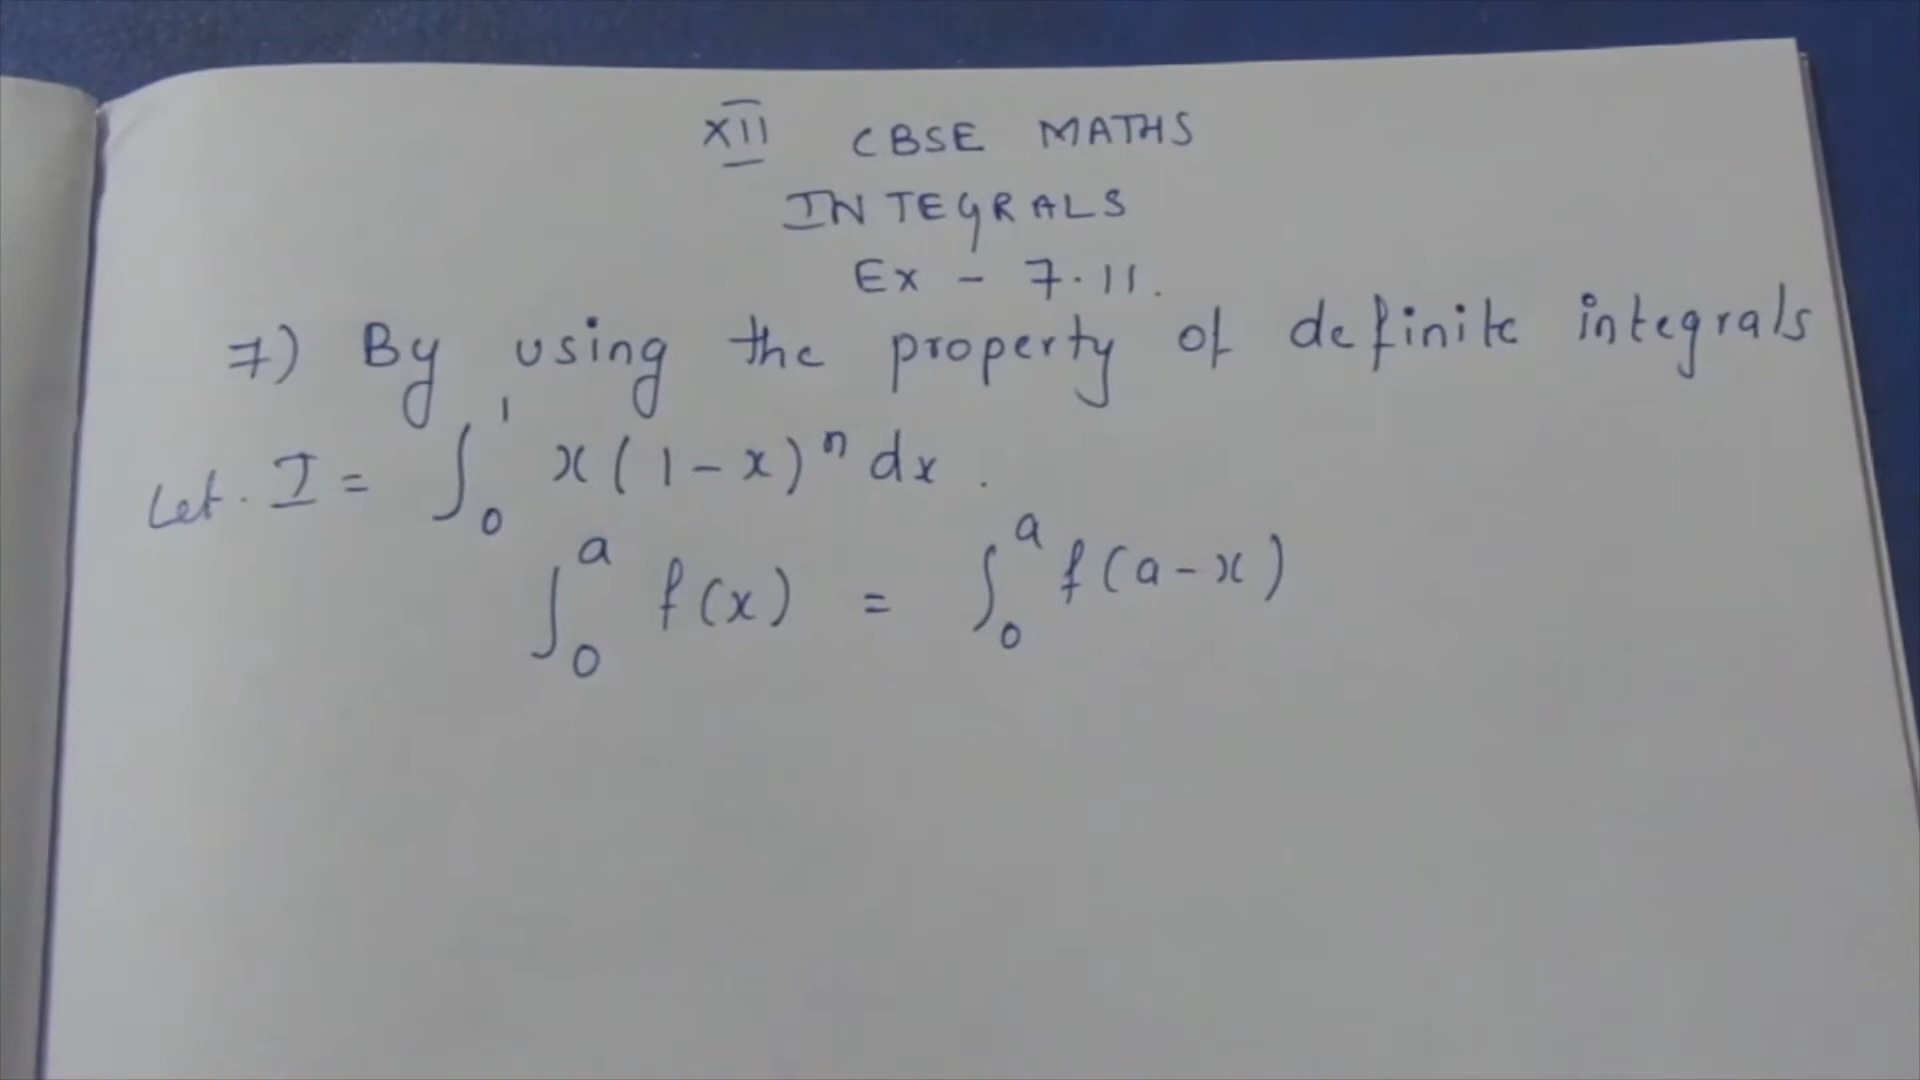 XII CBSE MATHS
INTEGRALS
Ex - 7.11.
7) By using the property of definite integrals
Let. I = ∫₀¹ x(1-x)ⁿ dx.
∫₀ᵃ f(x) = ∫₀ᵃ f(a-x)